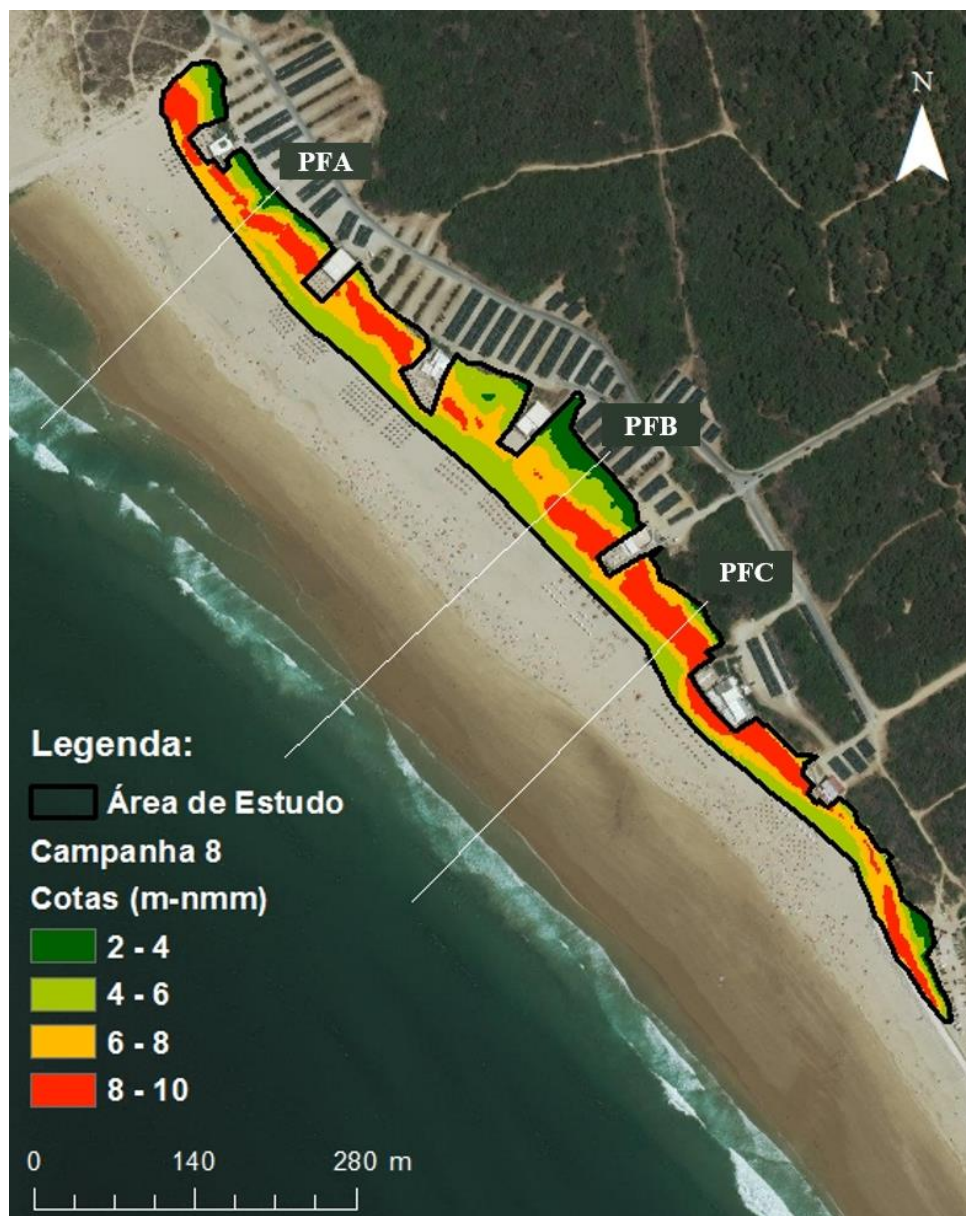 N
PFA
PFB
PFC
Legenda:
Área de Estudo
Campanha 8
Cotas (m-nmm)
2 - 4
4 - 6
6 - 8
8 - 10
0 140 280 m